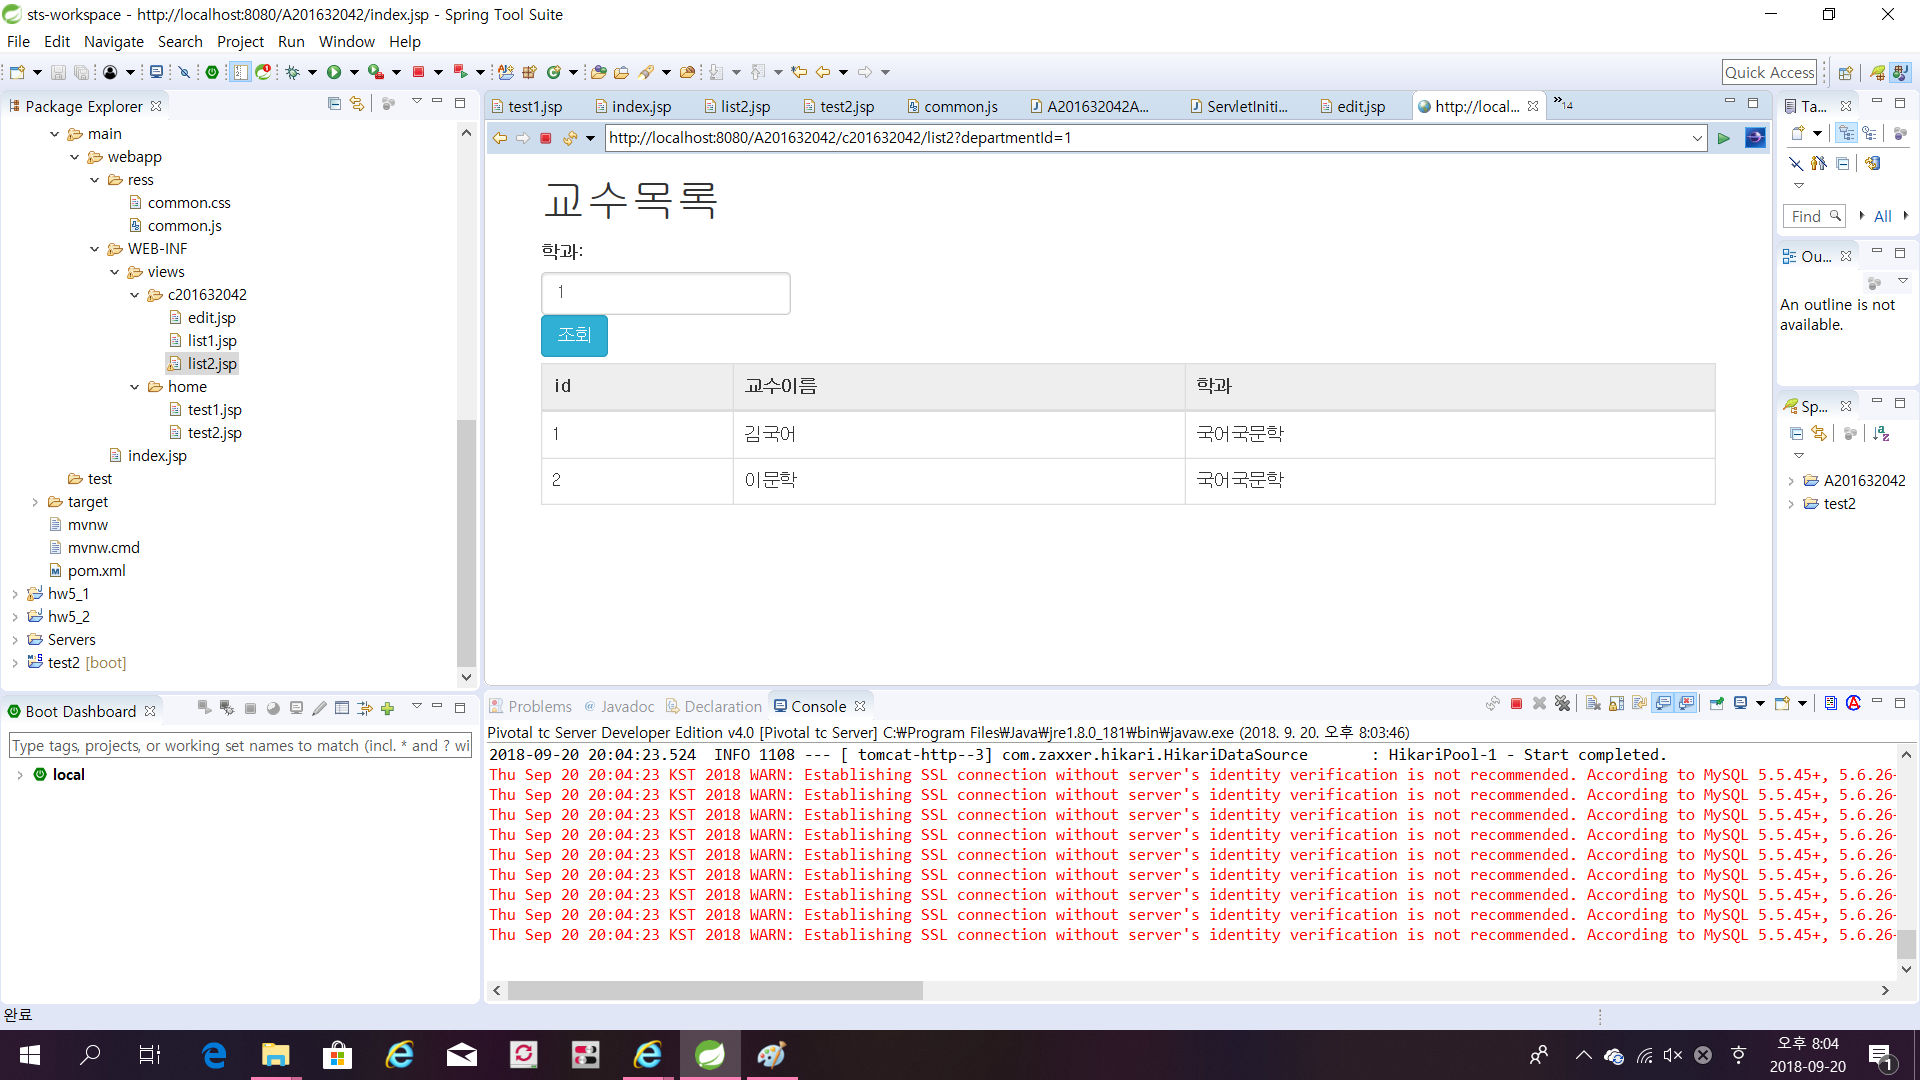 sts-workspace - http://localhost:8080/A201632042/index.jsp - Spring Tool Suite
File Edit Navigate Search Project Run Window Help
Quick Access
Package Explorer
main
webapp
ress
common.css
common.js
WEB-INF
views
c201632042
edit.jsp
list1.jsp
list2.jsp
home
test1.jsp
test2.jsp
index.jsp
test
target
mvnw
mvnw.cmd
pom.xml
hw5_1
hw5_2
Servers
test2 [boot]
Boot Dashboard
Type tags, projects, or working set names to match (incl. * and ? wi
local
test1.jsp index.jsp list2.jsp test2.jsp common.js A201632042A... ServletIniti... edit.jsp http://local... »14
http://localhost:8080/A201632042/c201632042/list2?departmentId=1
교수목록
학과:
1
조회
id 교수이름 학과
1 김국어 국어국문학
2 이문학 국어국문학
Ta...
Find All
Ou...
An outline is not
available.
Sp...
A201632042
test2
Problems @ Javadoc Declaration Console
Pivotal tc Server Developer Edition v4.0 [Pivotal tc Server] C:₩Program Files₩Java₩jre1.8.0_181₩bin₩javaw.exe (2018. 9. 20. 오후 8:03:46)
2018-09-20 20:04:23.524 INFO 1108 --- [ tomcat-http--3] com.zaxxer.hikari.HikariDataSource : HikariPool-1 - Start completed.
Thu Sep 20 20:04:23 KST 2018 WARN: Establishing SSL connection without server's identity verification is not recommended. According to MySQL 5.5.45+, 5.6.26+
Thu Sep 20 20:04:23 KST 2018 WARN: Establishing SSL connection without server's identity verification is not recommended. According to MySQL 5.5.45+, 5.6.26+
Thu Sep 20 20:04:23 KST 2018 WARN: Establishing SSL connection without server's identity verification is not recommended. According to MySQL 5.5.45+, 5.6.26+
Thu Sep 20 20:04:23 KST 2018 WARN: Establishing SSL connection without server's identity verification is not recommended. According to MySQL 5.5.45+, 5.6.26+
Thu Sep 20 20:04:23 KST 2018 WARN: Establishing SSL connection without server's identity verification is not recommended. According to MySQL 5.5.45+, 5.6.26+
Thu Sep 20 20:04:23 KST 2018 WARN: Establishing SSL connection without server's identity verification is not recommended. According to MySQL 5.5.45+, 5.6.26+
Thu Sep 20 20:04:23 KST 2018 WARN: Establishing SSL connection without server's identity verification is not recommended. According to MySQL 5.5.45+, 5.6.26+
Thu Sep 20 20:04:23 KST 2018 WARN: Establishing SSL connection without server's identity verification is not recommended. According to MySQL 5.5.45+, 5.6.26+
Thu Sep 20 20:04:23 KST 2018 WARN: Establishing SSL connection without server's identity verification is not recommended. According to MySQL 5.5.45+, 5.6.26+
완료
오후 8:04
2018-09-20
1